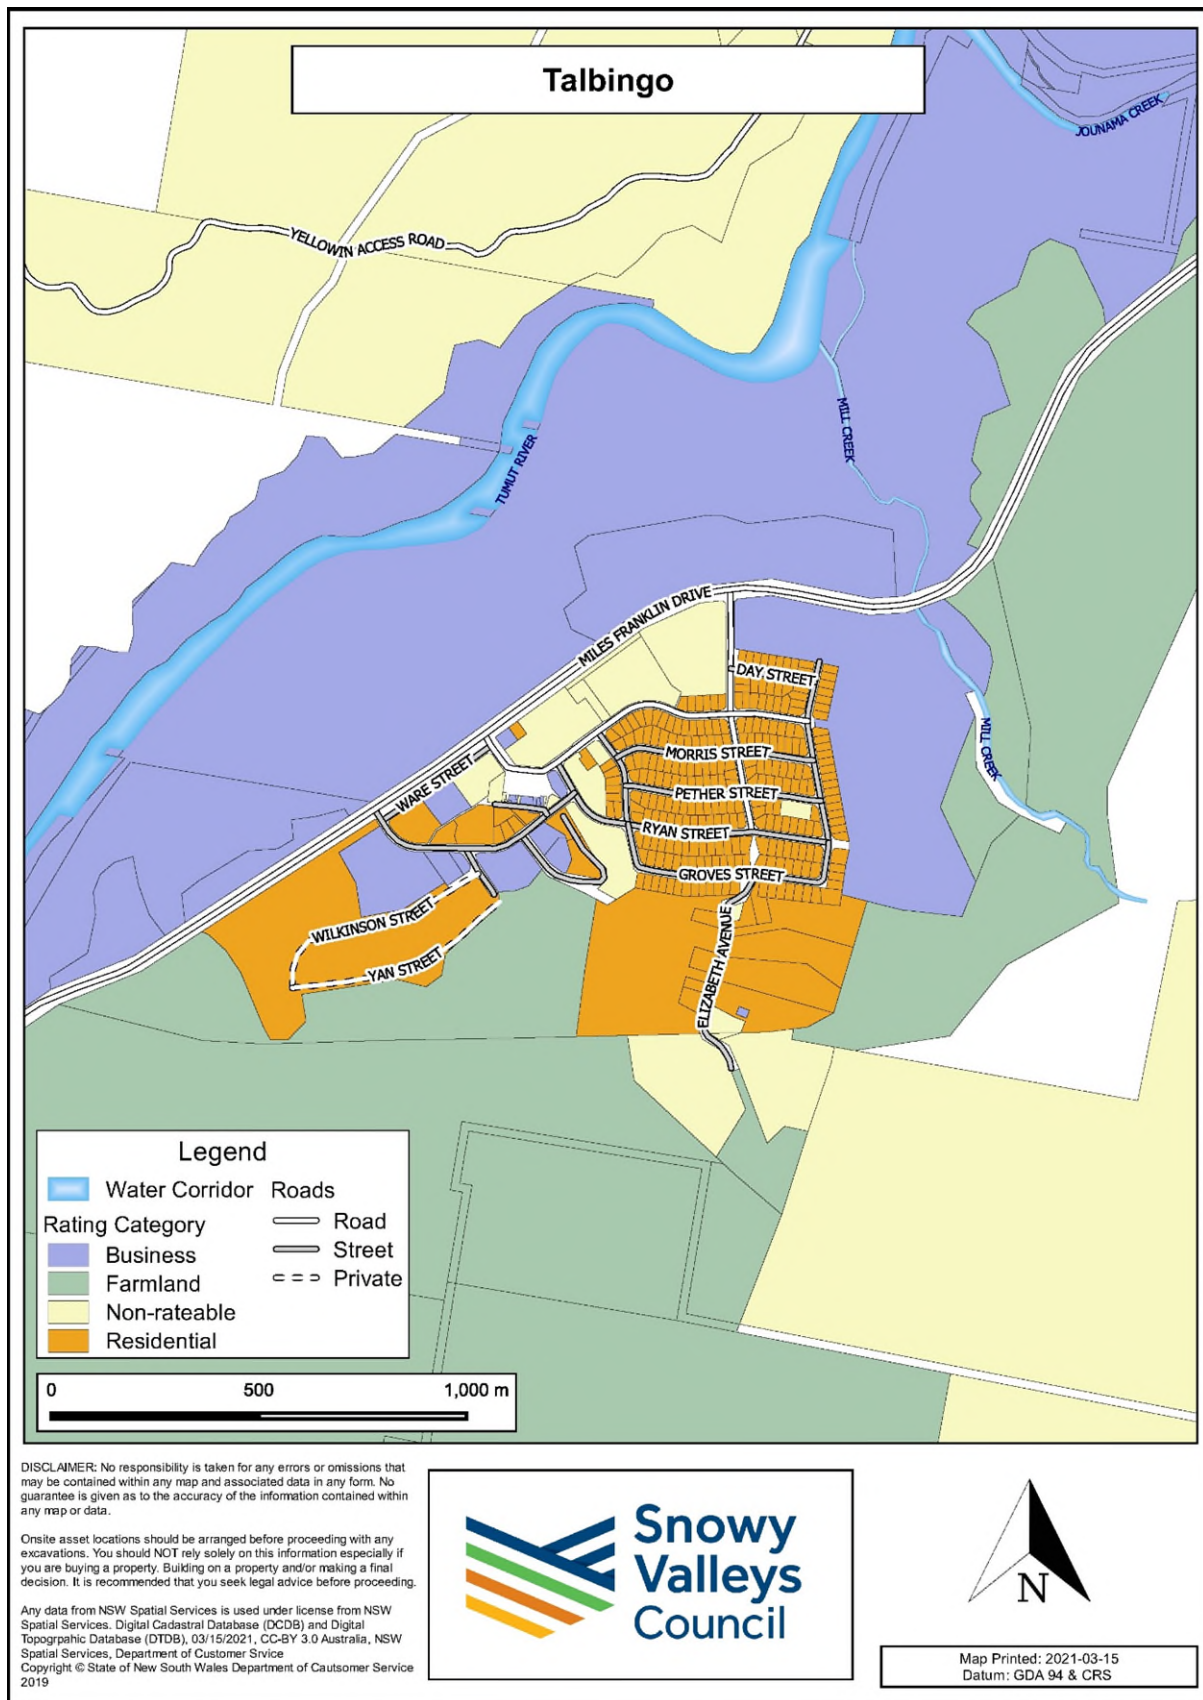 Talbingo
JOUNAMA CREEK
YELLOWIN ACCESS ROAD
MILL CREEK
TUMUT RIVER
MILES FRANKLIN DRIVE
DAY STREET
MORRIS STREET
MILL CREEK
WARE STREET
PETHER STREET
RYAN STREET
GROVES STREET
WILKINSON STREET
ELIZABETH AVENUE
YAN STREET
Legend
Water Corridor
Rating Category
Business
Farmland
Non-rateable
Residential
Roads
Road
Street
Private
0 500 1,000 m
DISCLAIMER: No responsibility is taken for any errors or omissions that
may be contained within any map and associated data in any form. No
guarantee is given as to the accuracy of the information contained within
any map or data.
Onsite asset locations should be arranged before proceeding with any
excavations. You should NOT rely solely on this information especially if
you are buying a property. Building on a property and/or making a final
decision. It is recommended that you seek legal advice before proceeding.
Any data from NSW Spatial Services is used under license from NSW
Spatial Services. Digital Cadastral Database (DCDB) and Digital
Topogrpahic Database (DTDB), 03/15/2021, CC-BY 3.0 Australia, NSW
Spatial Services, Department of Customer Srvice
Copyright © State of New South Wales Department of Cautsomer Service
2019
Snowy
Valleys
Council
N
Map Printed: 2021-03-15
Datum: GDA 94 & CRS